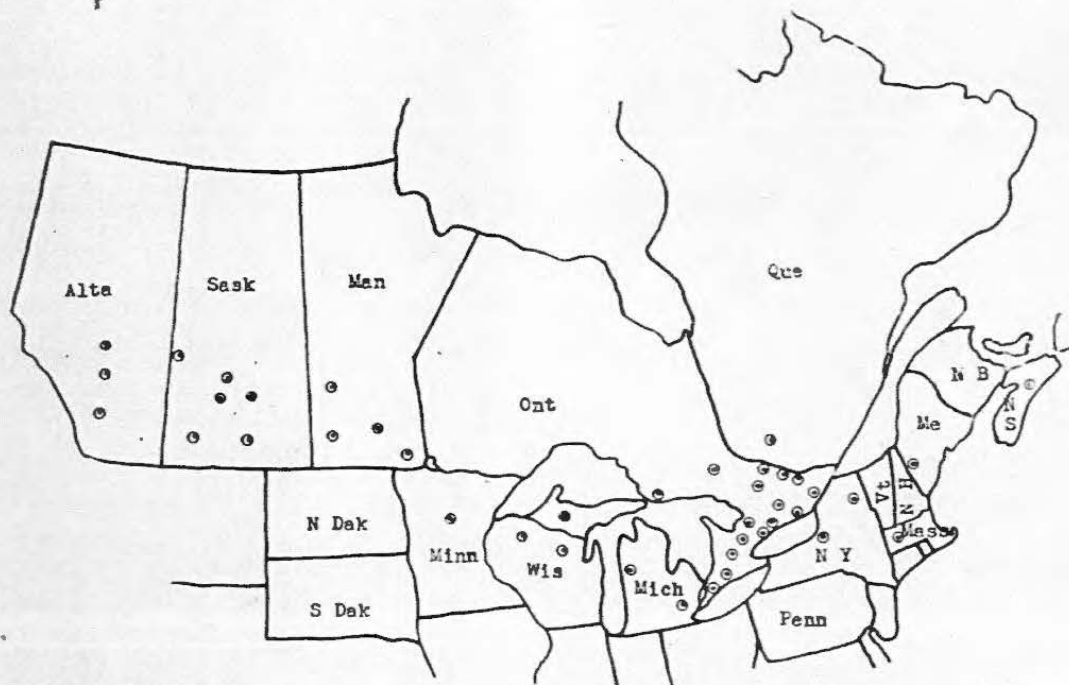 Alta
Sask
Man
Ont
Que
N B
N S
Me
Vt
N H
Mass
N Y
Penn
Mich
Wis
Minn
N Dak
S Dak